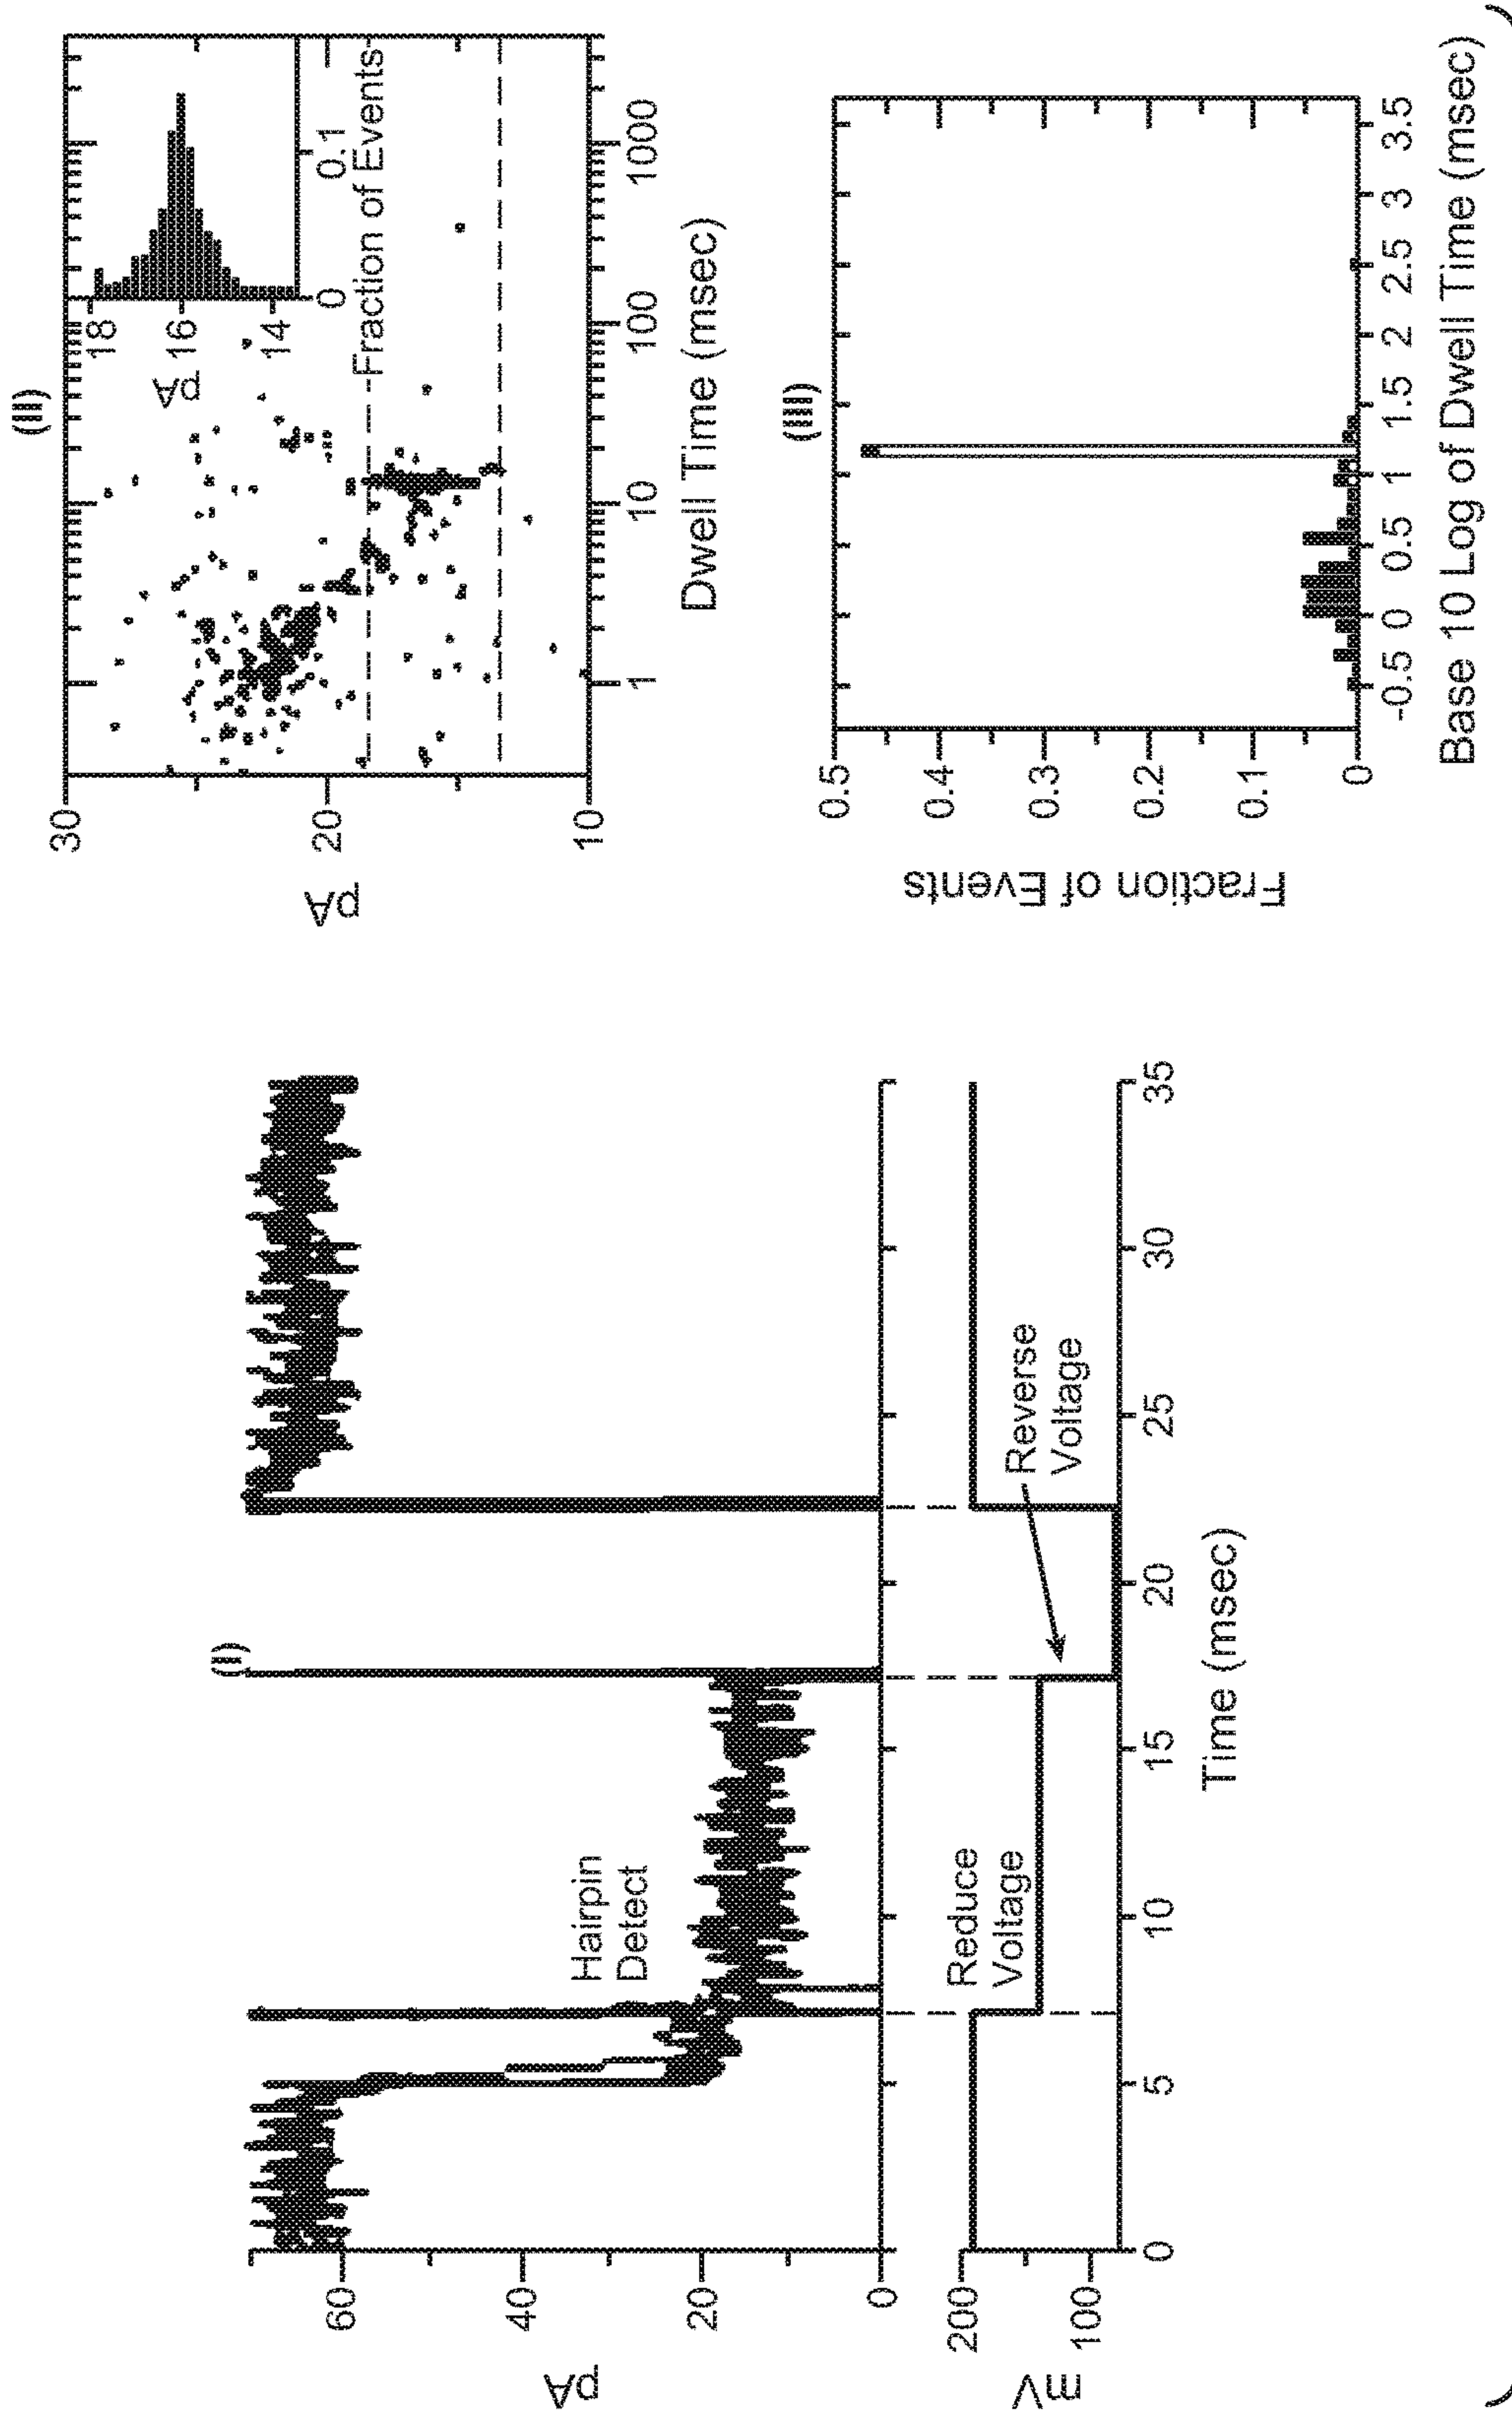 (I)
pA
60
40
20
0
Hairpin
Detect
mV
200
100
Reduce
Voltage
Reverse
Voltage
0 5 10 15 20 25 30 35
Time (msec)
(II)
pA
30
20
10
1 10 100 1000
Dwell Time (msec)
pA
18
16
14
0 0.1
Fraction of Events
(III)
Fraction of Events
0.5
0.4
0.3
0.2
0.1
0
-0.5 0 0.5 1 1.5 2 2.5 3 3.5
Base 10 Log of Dwell Time (msec)